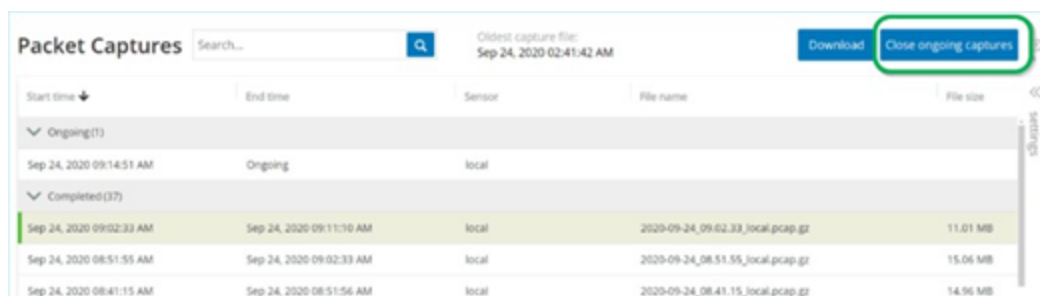 Packet Captures Search... Oldest capture file: Download Close ongoing captures
Sep 24, 2020 02:41:42 AM
Start time End time Sensor File name File size
settings
Ongoing(1)
Sep 24, 2020 09:14:51 AM Ongoing local
Completed (37)
Sep 24, 2020 09:02:33 AM Sep 24, 2020 09:11:10 AM local 2020-09-24_09.02.33_local.pcap.gz 11.01 MB
Sep 24, 2020 08:51:55 AM Sep 24, 2020 09:02:33 AM local 2020-09-24_08.51.55_local.pcap.gz 15.06 MB
Sep 24, 2020 08:41:15 AM Sep 24, 2020 08:51:56 AM local 2020-09-24_08.41.15_local.pcap.gz 14.96 MB